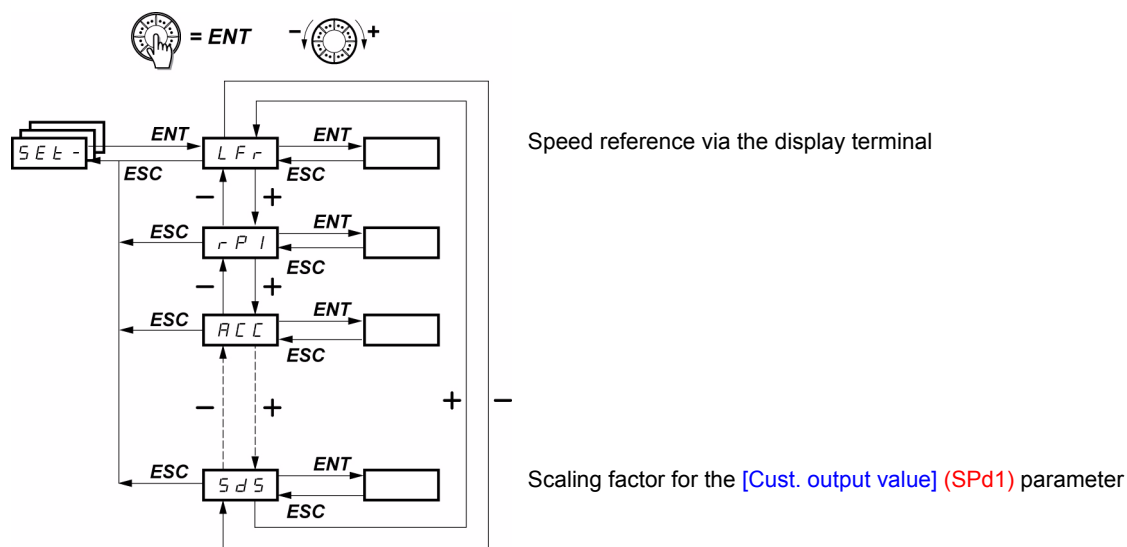 = ENT
- +
ENT ENT
SEt - LFr Speed reference via the display terminal
ESC ESC
- +
ESC ENT
rP1
ESC
- +
ESC ENT
ACC
ESC
- + + -
ESC ENT
SdS Scaling factor for the [Cust. output value] (SPd1) parameter
ESC